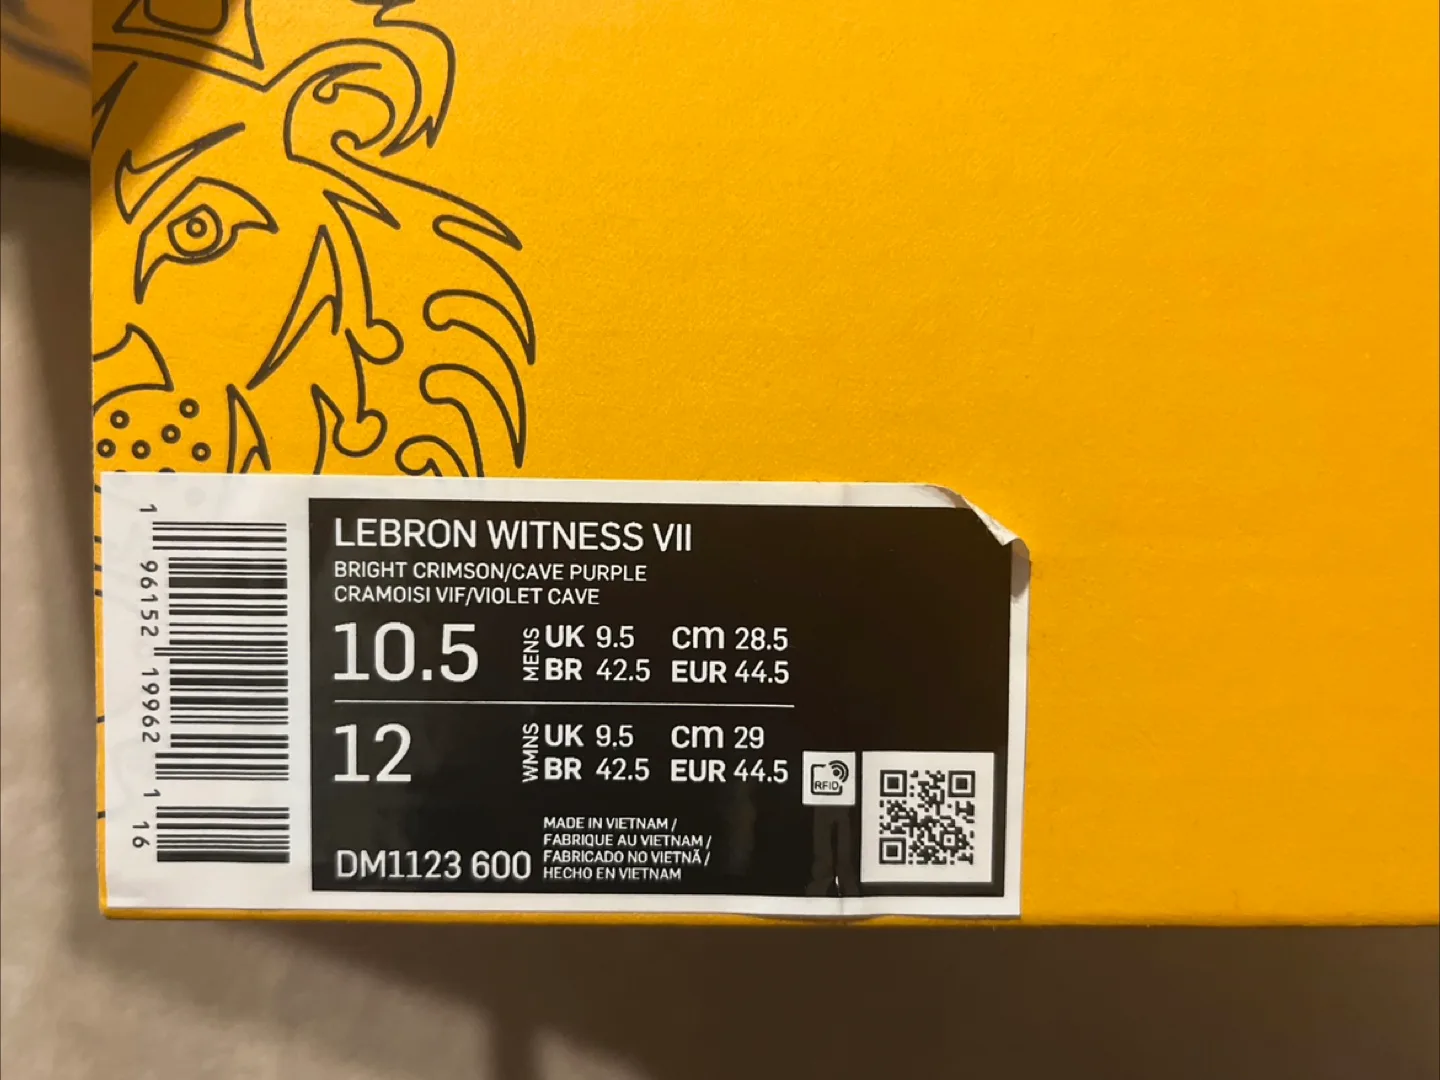 1 96152 19962 1 16
LEBRON WITNESS VII
BRIGHT CRIMSON/CAVE PURPLE
CRAMOISI VIF/VIOLET CAVE
10.5 MENS UK 9.5 cm 28.5
BR 42.5 EUR 44.5
12 WMNS UK 9.5 cm 29
BR 42.5 EUR 44.5
RFID
DM1123 600
MADE IN VIETNAM /
FABRIQUE AU VIETNAM /
FABRICADO NO VIETNÃ /
HECHO EN VIETNAM